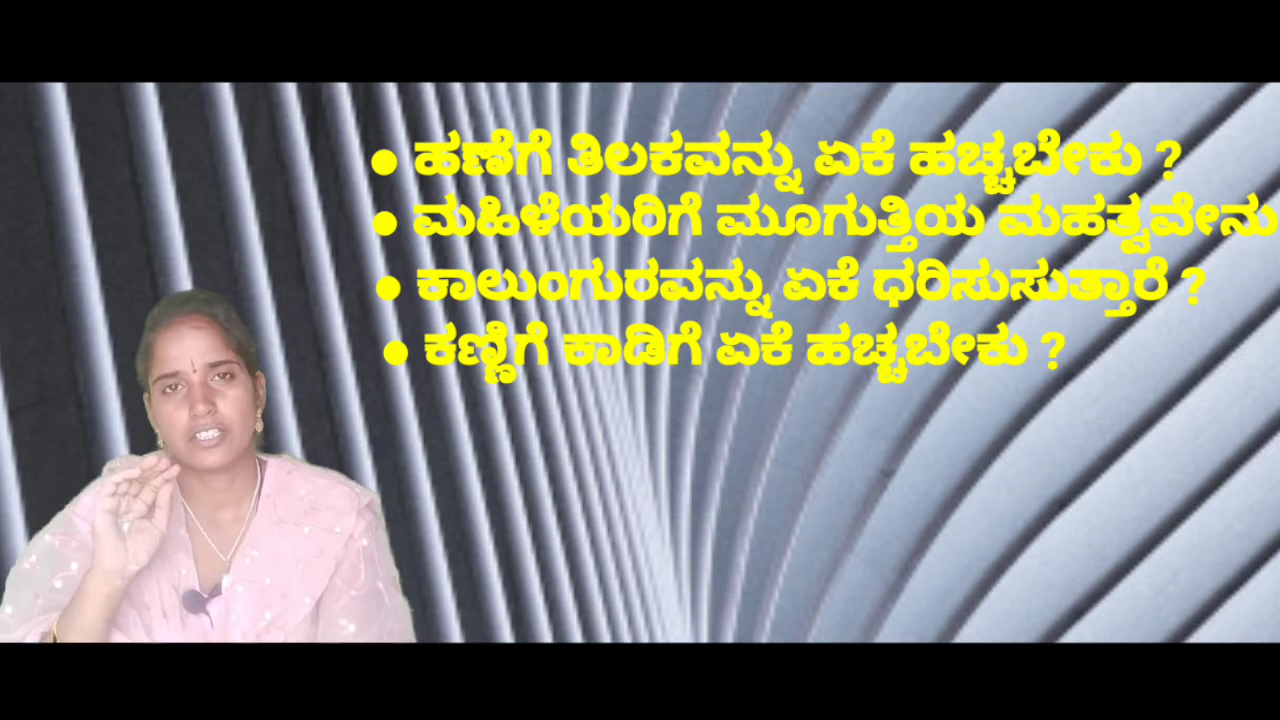 • ಹಣೆಗೆ ತಿಲಕವನ್ನು ಏಕೆ ಹಚ್ಚಬೇಕು ?
• ಮಹಿಳೆಯರಿಗೆ ಮೂಗುತ್ತಿಯ ಮಹತ್ವವೇನು
• ಕಾಲುಂಗುರವನ್ನು ಏಕೆ ಧರಿಸುಸುತ್ತಾರೆ ?
• ಕಣ್ಣಿಗೆ ಕಾಡಿಗೆ ಏಕೆ ಹಚ್ಚಬೇಕು ?